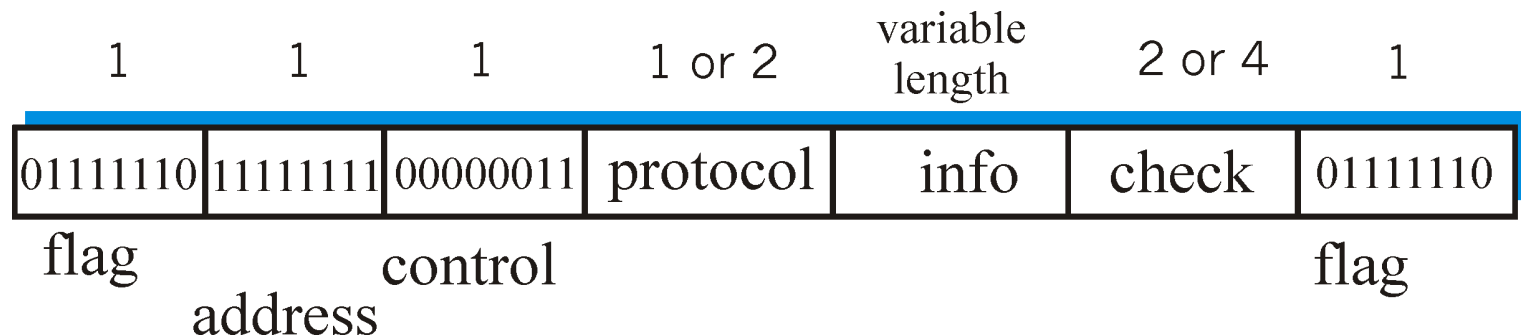 variable
1 1 1 1 or 2 length 2 or 4 1
01111110 11111111 00000011 protocol info check 01111110
flag control flag
address